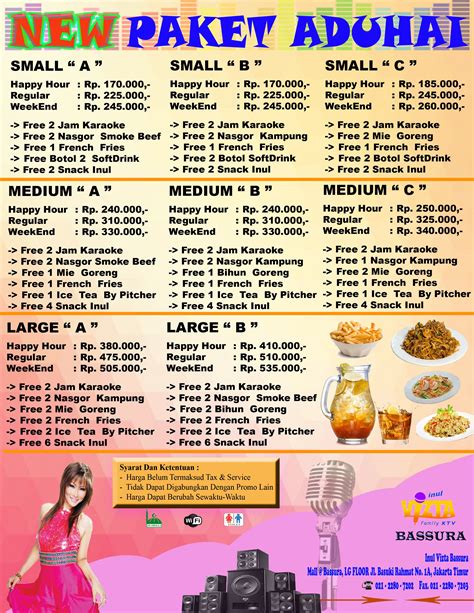 NEW PAKET ADUHAI
SMALL " A "
Happy Hour : Rp. 170.000,-
Regular : Rp. 225.000,-
WeekEnd : Rp. 245.000,-
-> Free 2 Jam Karaoke
-> Free 2 Nasgor Smoke Beef
-> Free 1 French Fries
-> Free Botol 2 SoftDrink
-> Free 2 Snack Inul
SMALL " B "
Happy Hour : Rp. 170.000,-
Regular : Rp. 225.000,-
WeekEnd : Rp. 245.000,-
-> Free 2 Jam Karaoke
-> Free 2 Nasgor Kampung
-> Free 1 French Fries
-> Free 2 Botol SoftDrink
-> Free 2 Snack Inul
SMALL " C "
Happy Hour : Rp. 185.000,-
Regular : Rp. 245.000,-
WeekEnd : Rp. 260.000,-
-> Free 2 Jam Karaoke
-> Free 2 Mie Goreng
-> Free 1 French Fries
-> Free 2 Botol SoftDrink
-> Free 2 Snack Inul
MEDIUM " A "
Happy Hour : Rp. 240.000,-
Regular : Rp. 310.000,-
WeekEnd : Rp. 330.000,-
-> Free 2 Jam Karaoke
-> Free 2 Nasgor Smoke Beef
-> Free 1 Mie Goreng
-> Free 1 French Fries
-> Free 1 Ice Tea By Pitcher
-> Free 4 Snack Inul
MEDIUM " B "
Happy Hour : Rp. 240.000,-
Regular : Rp. 310.000,-
WeekEnd : Rp. 330.000,-
-> Free 2 Jam Karaoke
-> Free 2 Nasgor Kampung
-> Free 1 Bihun Goreng
-> Free 1 French Fries
-> Free 1 Ice Tea By Pitcher
-> Free 4 Snack Inul
MEDIUM " C "
Happy Hour : Rp. 250.000,-
Regular : Rp. 325.000,-
WeekEnd : Rp. 340.000,-
-> Free 2 Jam Karaoke
-> Free 1 Nasgor Kampung
-> Free 2 Mie Goreng
-> Free 1 French Fries
-> Free 1 Ice Tea By Pitcher
-> Free 4 Snack Inul
LARGE " A "
Happy Hour : Rp. 380.000,-
Regular : Rp. 475.000,-
WeekEnd : Rp. 505.000,-
-> Free 2 Jam Karaoke
-> Free 2 Nasgor Kampung
-> Free 2 Mie Goreng
-> Free 2 French Fries
-> Free 2 Ice Tea By Pitcher
-> Free 6 Snack Inul
LARGE " B "
Happy Hour : Rp. 410.000,-
Regular : Rp. 510.000,-
WeekEnd : Rp. 535.000,-
-> Free 2 Jam Karaoke
-> Free 2 Nasgor Smoke Beef
-> Free 2 Bihun Goreng
-> Free 2 French Fries
-> Free 2 Ice Tea By Pitcher
-> Free 6 Snack Inul
Syarat Dan Ketentuan :
- Harga Belum Termaksud Tax & Service
- Tidak Dapat Digabungkan Dengan Promo Lain
- Harga Dapat Berubah Sewaktu-Waktu
Wi Fi
inul
VIZTA
family KTV
BASSURA
Inul Vizta Bassura
Mall @ Bassura, LG FLOOR Jl. Basuki Rahmat No. 1A, Jakarta Timur
021 - 2280 - 7202 Fax. 021 - 2280 - 7293